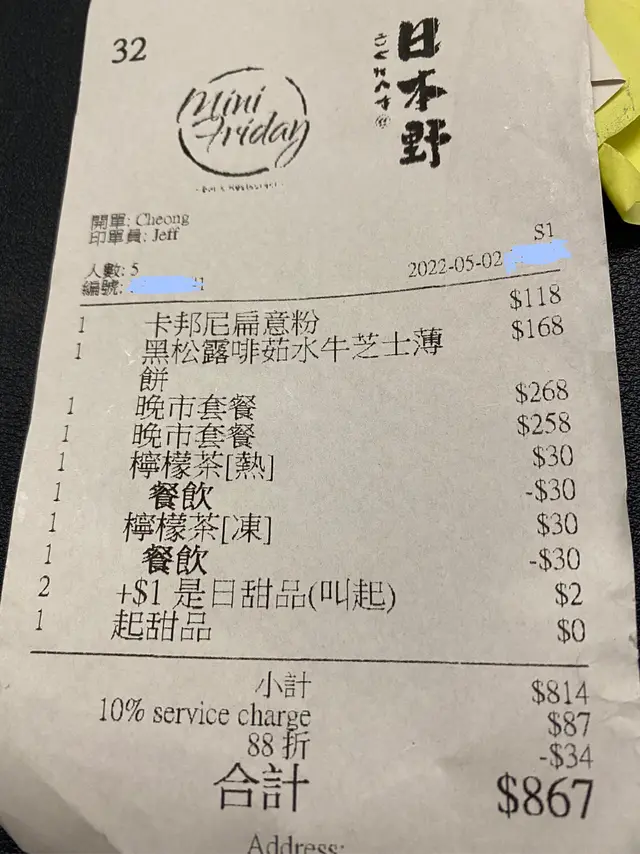 32
Mini
Friday
日本野
開單: Cheong
印單員: Jeff
S1
人數: 5
2022-05-02
編號:
1 卡邦尼扁意粉 $118
1 黑松露啡茹水牛芝士薄 $168
餅
1 晚市套餐 $268
1 晚市套餐 $258
1 檸檬茶[熱] $30
1 餐飲 -$30
1 檸檬茶[凍] $30
1 餐飲 -$30
2 +$1 是日甜品(叫起) $2
1 起甜品 $0
小計 $814
10% service charge $87
88 折 -$34
合計 $867
Address: